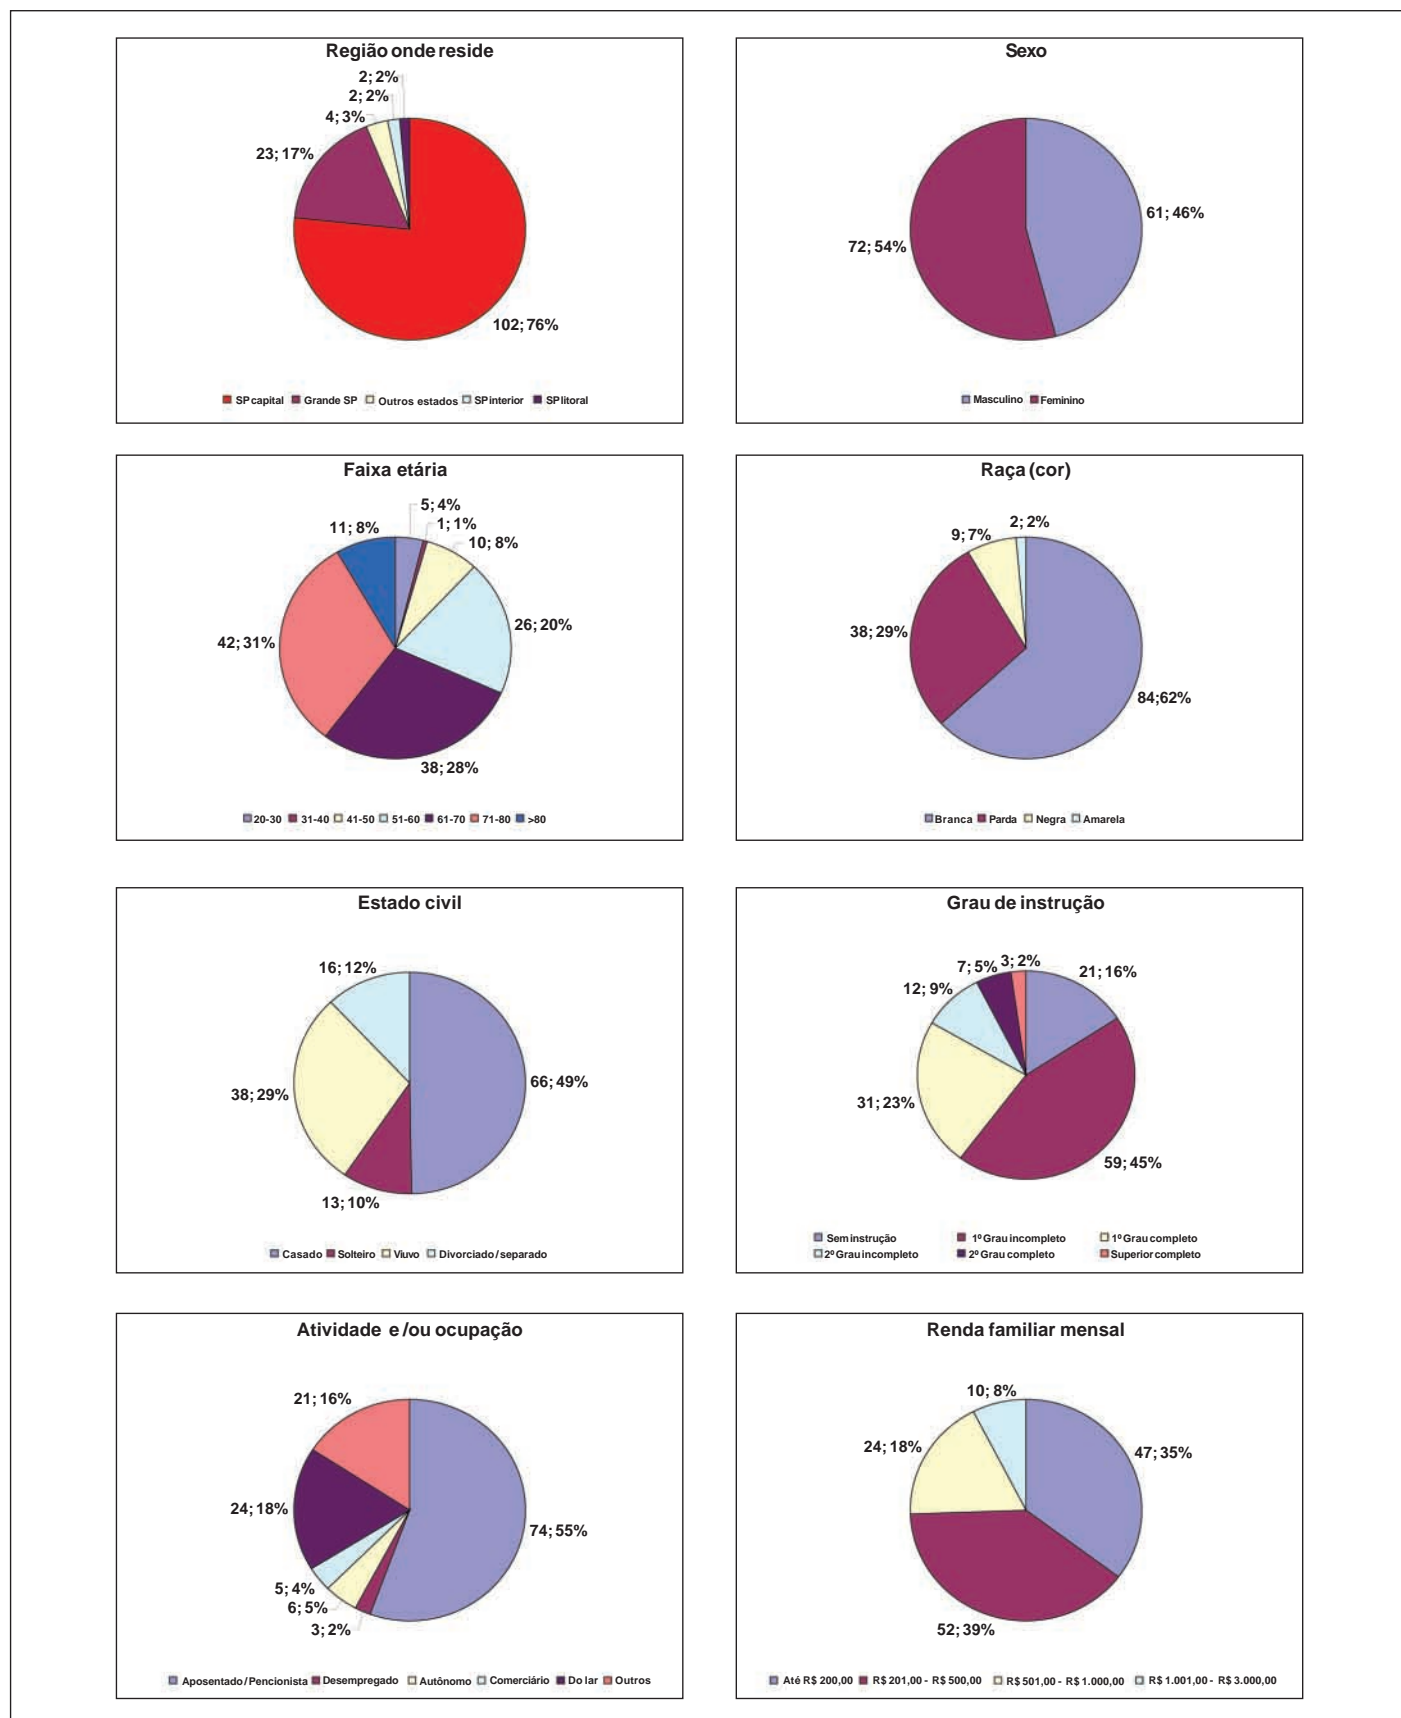 Região onde reside
2; 2%
2; 2%
4; 3%
23; 17%
102; 76%
SP capital Grande SP Outros estados SP interior SP litoral
Sexo
61; 46%
72; 54%
Masculino Feminino
Faixa etária
5; 4%
1; 1%
11; 8%
10; 8%
26; 20%
42; 31%
38; 28%
20-30 31-40 41-50 51-60 61-70 71-80 >80
Raça (cor)
2; 2%
9; 7%
38; 29%
84;62%
Branca Parda Negra Amarela
Estado civil
16; 12%
66; 49%
38; 29%
13; 10%
Casado Solteiro Viuvo Divorciado / separado
Grau de instrução
7; 5% 3; 2%
21; 16%
12; 9%
31; 23%
59; 45%
Sem instrução 1º Grau incompleto 1º Grau completo
2º Grau incompleto 2º Grau completo Superior completo
Atividade e /ou ocupação
21; 16%
24; 18%
74; 55%
5; 4%
6; 5%
3; 2%
Aposentado / Pencionista Desempregado Autônomo Comerciário Do lar Outros
Renda familiar mensal
10; 8%
24; 18%
47; 35%
52; 39%
Até R$ 200,00 R$ 201,00 - R$ 500,00 R$ 501,00 - R$ 1.000,00 R$ 1.001,00 - R$ 3.000,00